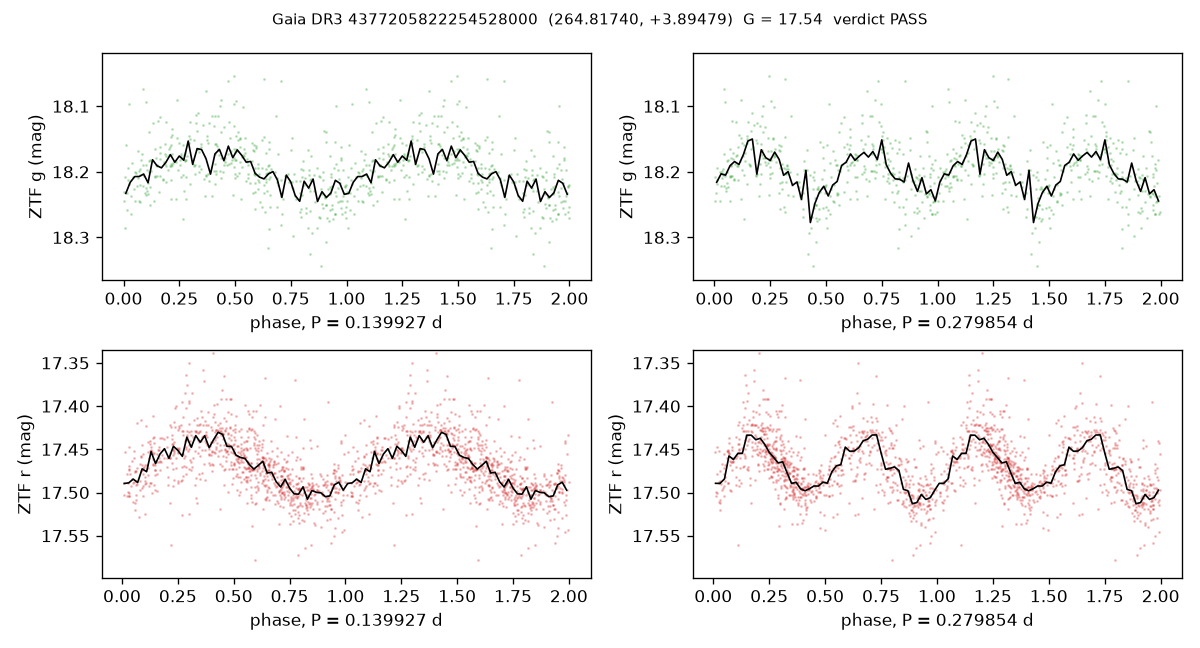 Gaia DR3 4377205822254528000 (264.81740, +3.89479) G = 17.54 verdict PASS
ZTF g (mag)
18.1
18.2
18.3
0.00 0.25 0.50 0.75 1.00 1.25 1.50 1.75 2.00
phase, P = 0.139927 d
ZTF g (mag)
18.1
18.2
18.3
0.00 0.25 0.50 0.75 1.00 1.25 1.50 1.75 2.00
phase, P = 0.279854 d
ZTF r (mag)
17.35
17.40
17.45
17.50
17.55
0.00 0.25 0.50 0.75 1.00 1.25 1.50 1.75 2.00
phase, P = 0.139927 d
ZTF r (mag)
17.35
17.40
17.45
17.50
17.55
0.00 0.25 0.50 0.75 1.00 1.25 1.50 1.75 2.00
phase, P = 0.279854 d